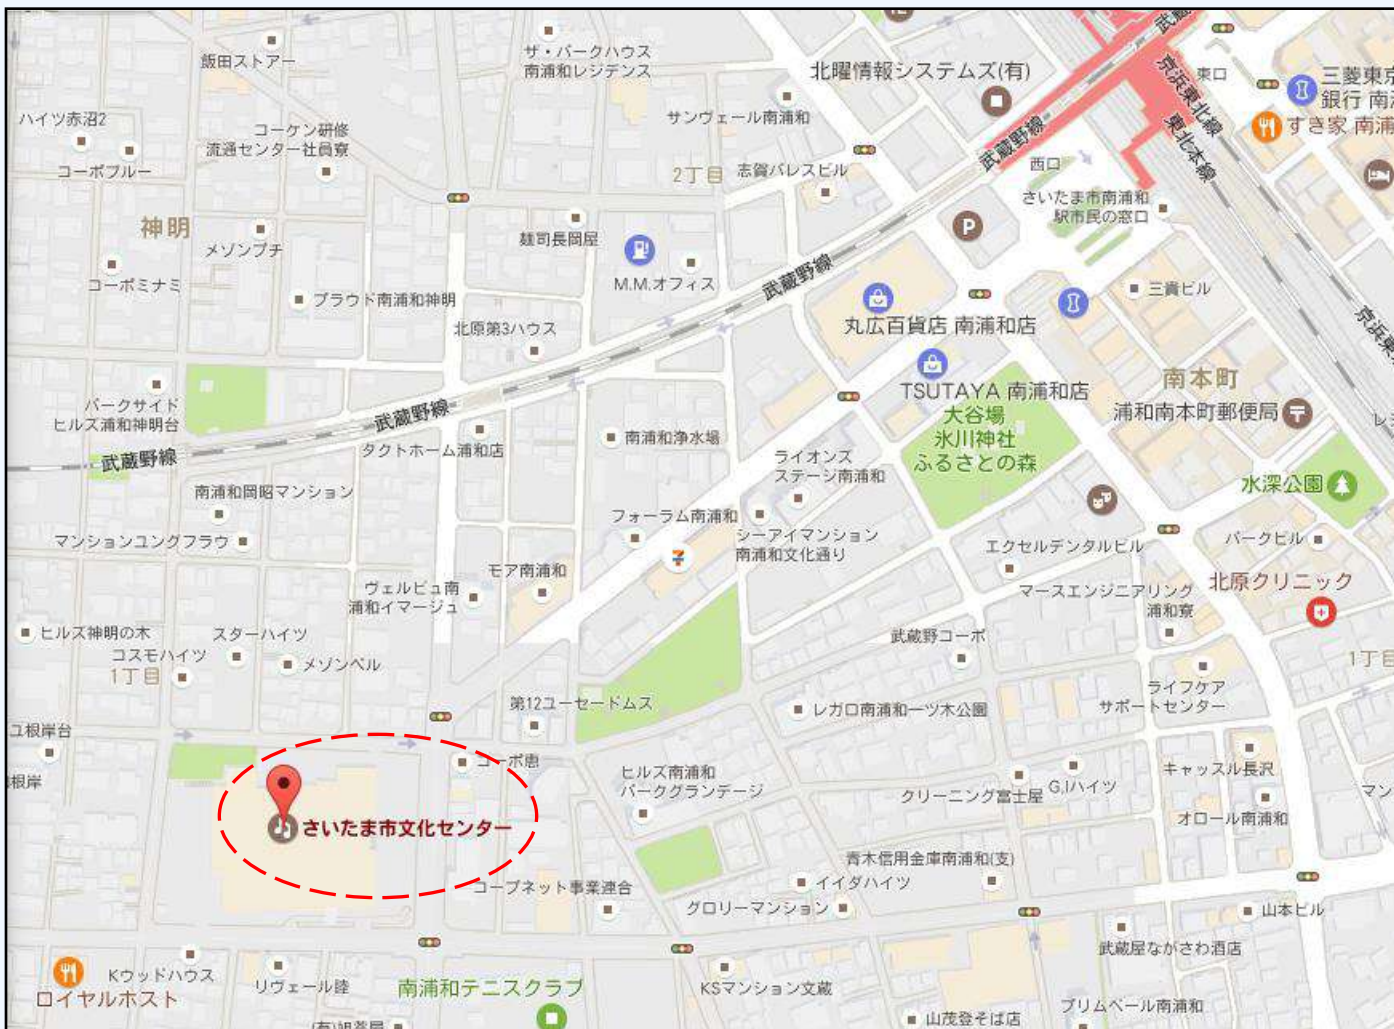 飯田ストアー
ザ・パークハウス
南浦和レジデンス
北曜情報システムズ(有)
武蔵野線
京浜東北線
東北本線
東口
三菱東京
銀行 南浦
すき家 南浦
ハイツ赤沼2
コーポブルー
コーケン研修
流通センター社員寮
サンヴェール南浦和
2丁目
志賀パレスビル
西口
さいたま市南浦和
駅市民の窓口
神明
メゾンプチ
麺司長岡屋
M.M.オフィス
コーポミナミ
プラウド南浦和神明
北原第3ハウス
武蔵野線
丸広百貨店 南浦和店
三貴ビル
TSUTAYA 南浦和店
大谷場
氷川神社
ふるさとの森
南本町
浦和南本町郵便局
パークサイド
ヒルズ浦和神明台
武蔵野線
武蔵野線
タクトホーム浦和店
南浦和浄水場
ライオンズ
ステージ南浦和
水深公園
南浦和岡昭マンション
マンションユングフラウ
フォーラム南浦和
シーアイマンション
南浦和文化通り
エクセルデンタルビル
パークビル
モア南浦和
ヴェルビュ南
浦和イマージュ
マースエンジニアリング
浦和寮
北原クリニック
ヒルズ神明の木
スターハイツ
コスモハイツ
1丁目
メゾンベル
武蔵野コーポ
1丁目
第12ユーセードムス
レガロ南浦和一ツ木公園
ライフケア
サポートセンター
ユ根岸台
根岸
コーポ恵
ヒルズ南浦和
パークグランデージ
クリーニング富士屋
G.Iハイツ
キャッスル長沢
マン
オロール南浦和
さいたま市文化センター
コープネット事業連合
青木信用金庫南浦和(支)
イイダハイツ
グロリーマンション
山本ビル
武蔵屋ながさわ酒店
Kウッドハウス
ロイヤルホスト
リヴェール陸
南浦和テニスクラブ
KSマンション文蔵
山茂登そば店
プリムベール南浦和